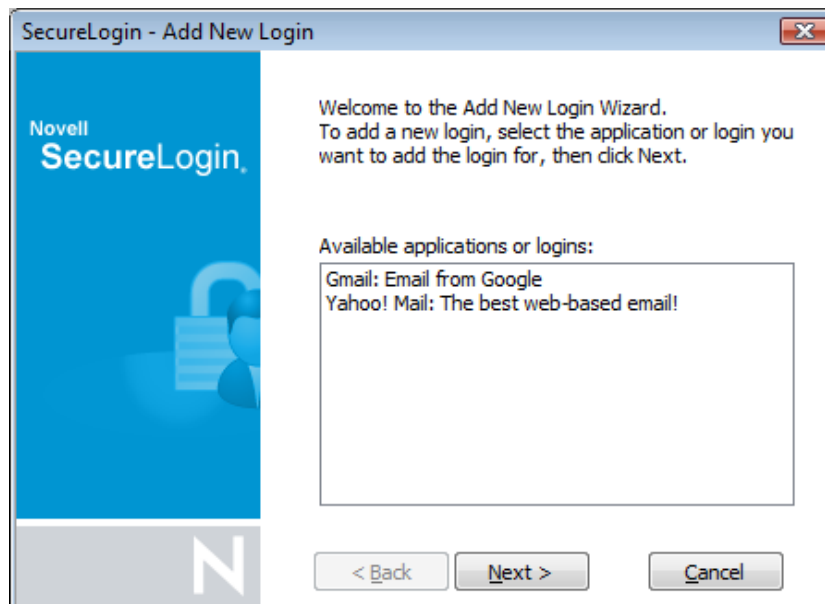 SecureLogin - Add New Login
Novell
SecureLogin.
Welcome to the Add New Login Wizard.
To add a new login, select the application or login you
want to add the login for, then click Next.
Available applications or logins:
Gmail: Email from Google
Yahoo! Mail: The best web-based email!
N
< Back
Next >
Cancel